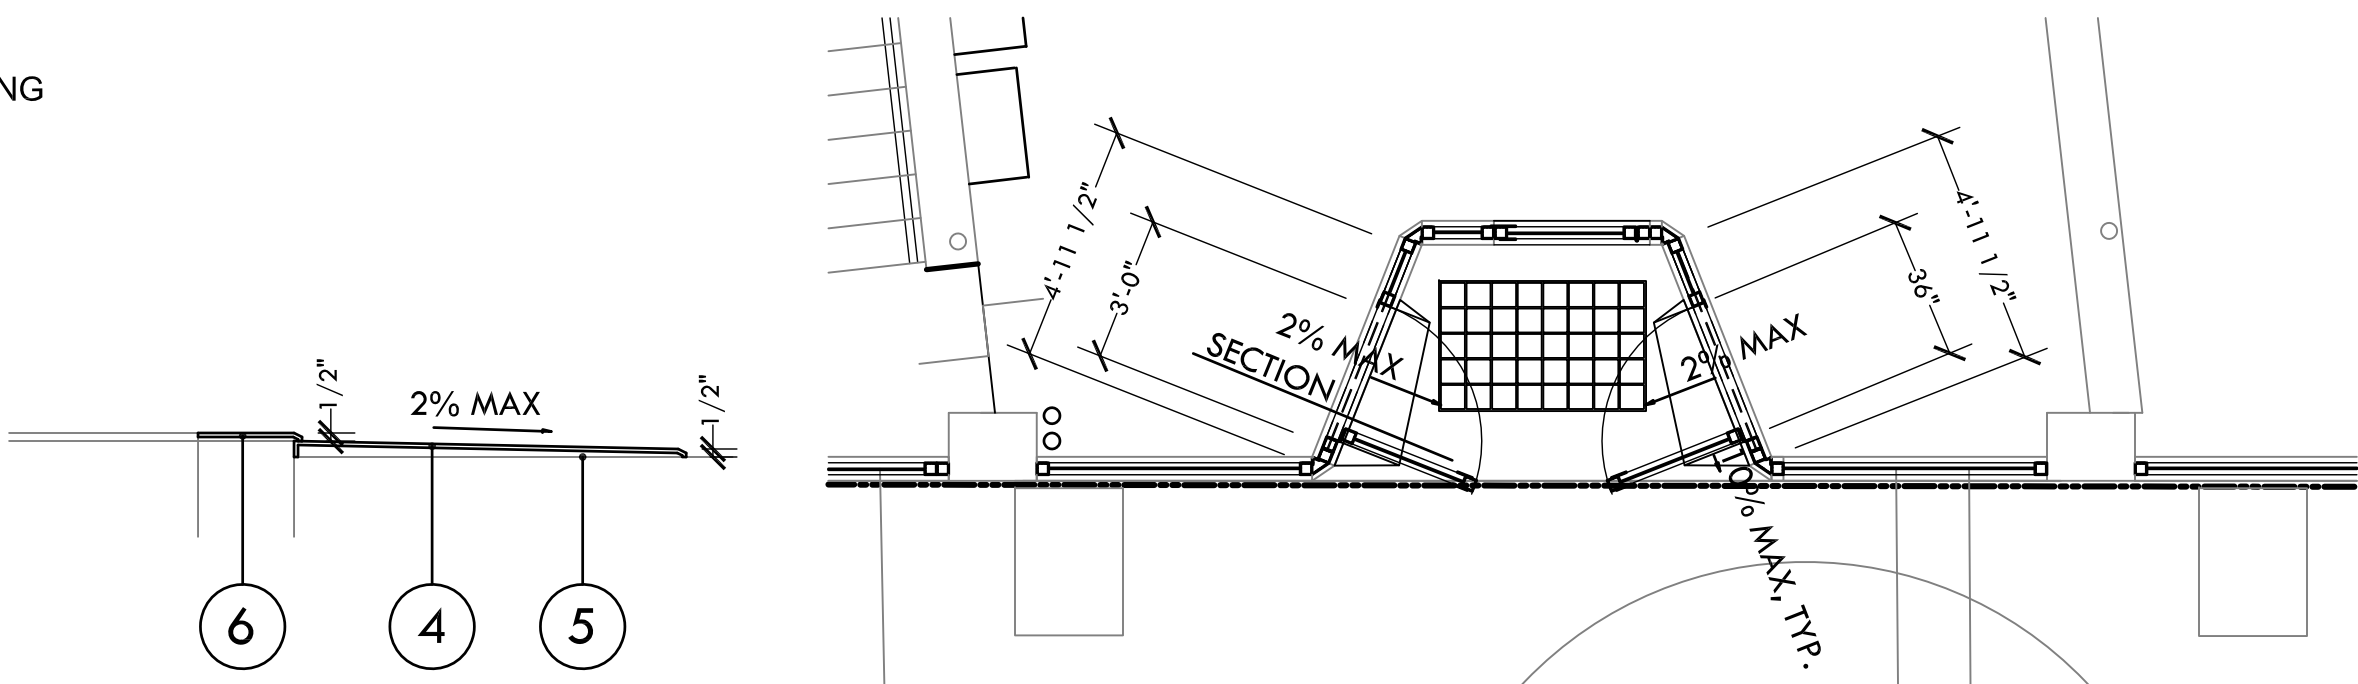 NG
1/2"
2% MAX
1/2"
6
4
5
4'-11 1/2"
3'-0"
2% MAX
SECTION
2% MAX
36"
4'-11 1/2"
MAX, TYP.